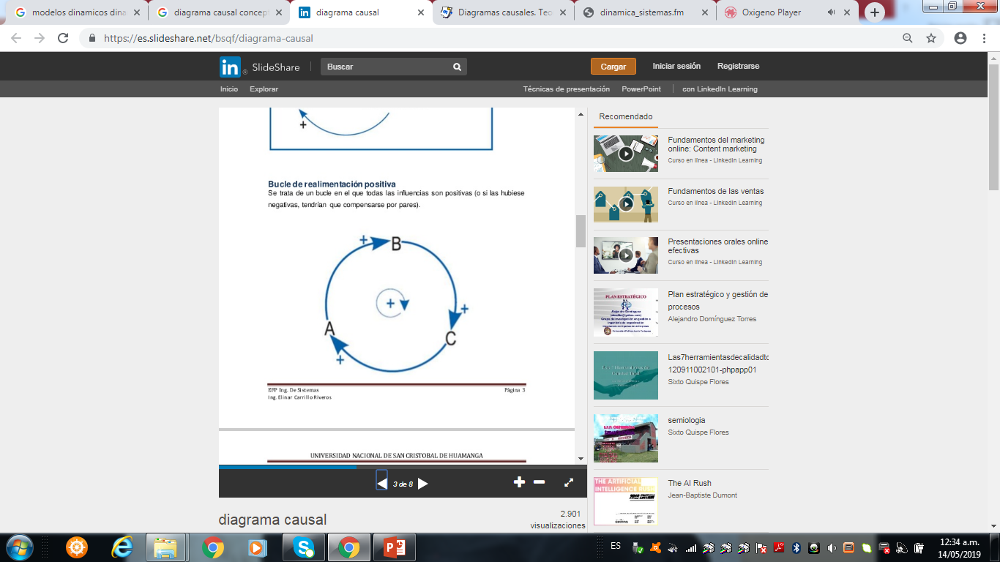 modelos dinamicos dina
diagrama causal concept
diagrama causal
Diagramas causales. Teo
dinamica_sistemas.fm
Oxigeno Player
https://es.slideshare.net/bsqf/diagrama-causal
in SlideShare
Buscar
Cargar
Iniciar sesión
Registrarse
Inicio
Explorar
Técnicas de presentación
PowerPoint
con LinkedIn Learning
+
Bucle de realimentación positiva
Se trata de un bucle en el que todas las influencias son positivas (o si las hubiese
negativas, tendrían que compensarse por pares).
+ B
+
+
A
C
+
EFP Ing. De Sistemas
Página 3
Ing. Elinar Carrillo Riveros
UNIVERSIDAD NACIONAL DE SAN CRISTOBAL DE HUAMANGA
3 de 8
diagrama causal
2.901
visualizaciones
Recomendado
Fundamentos del marketing
online: Content marketing
Curso en línea - LinkedIn Learning
Fundamentos de las ventas
Curso en línea - LinkedIn Learning
Presentaciones orales online
efectivas
Curso en línea - LinkedIn Learning
PLAN ESTRATÉGICO
Plan estratégico y gestión de
procesos
Alejandro Domínguez Torres
Las7herramientasdecalidadto
120911002101-phpapp01
Sixto Quispe Flores
semiologia
Sixto Quispe Flores
THE ARTIFICIAL
INTELLIGENCE RUSH
2018 EDITION
The AI Rush
Jean-Baptiste Dumont
ES
12:34 a.m.
14/05/2019